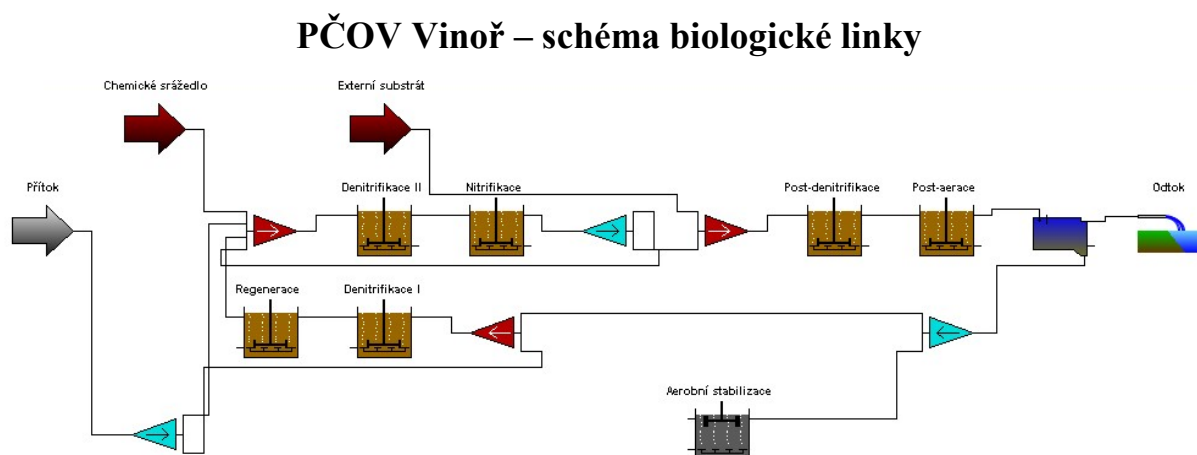 PČOV Vinoř – schéma biologické linky
Chemické srážedlo
Externí substrát
Přítok
Denitrifikace II
Nitrifikace
Post-denitrifikace
Post-aerace
Odtok
Regenerace
Denitrifikace I
Aerobní stabilizace